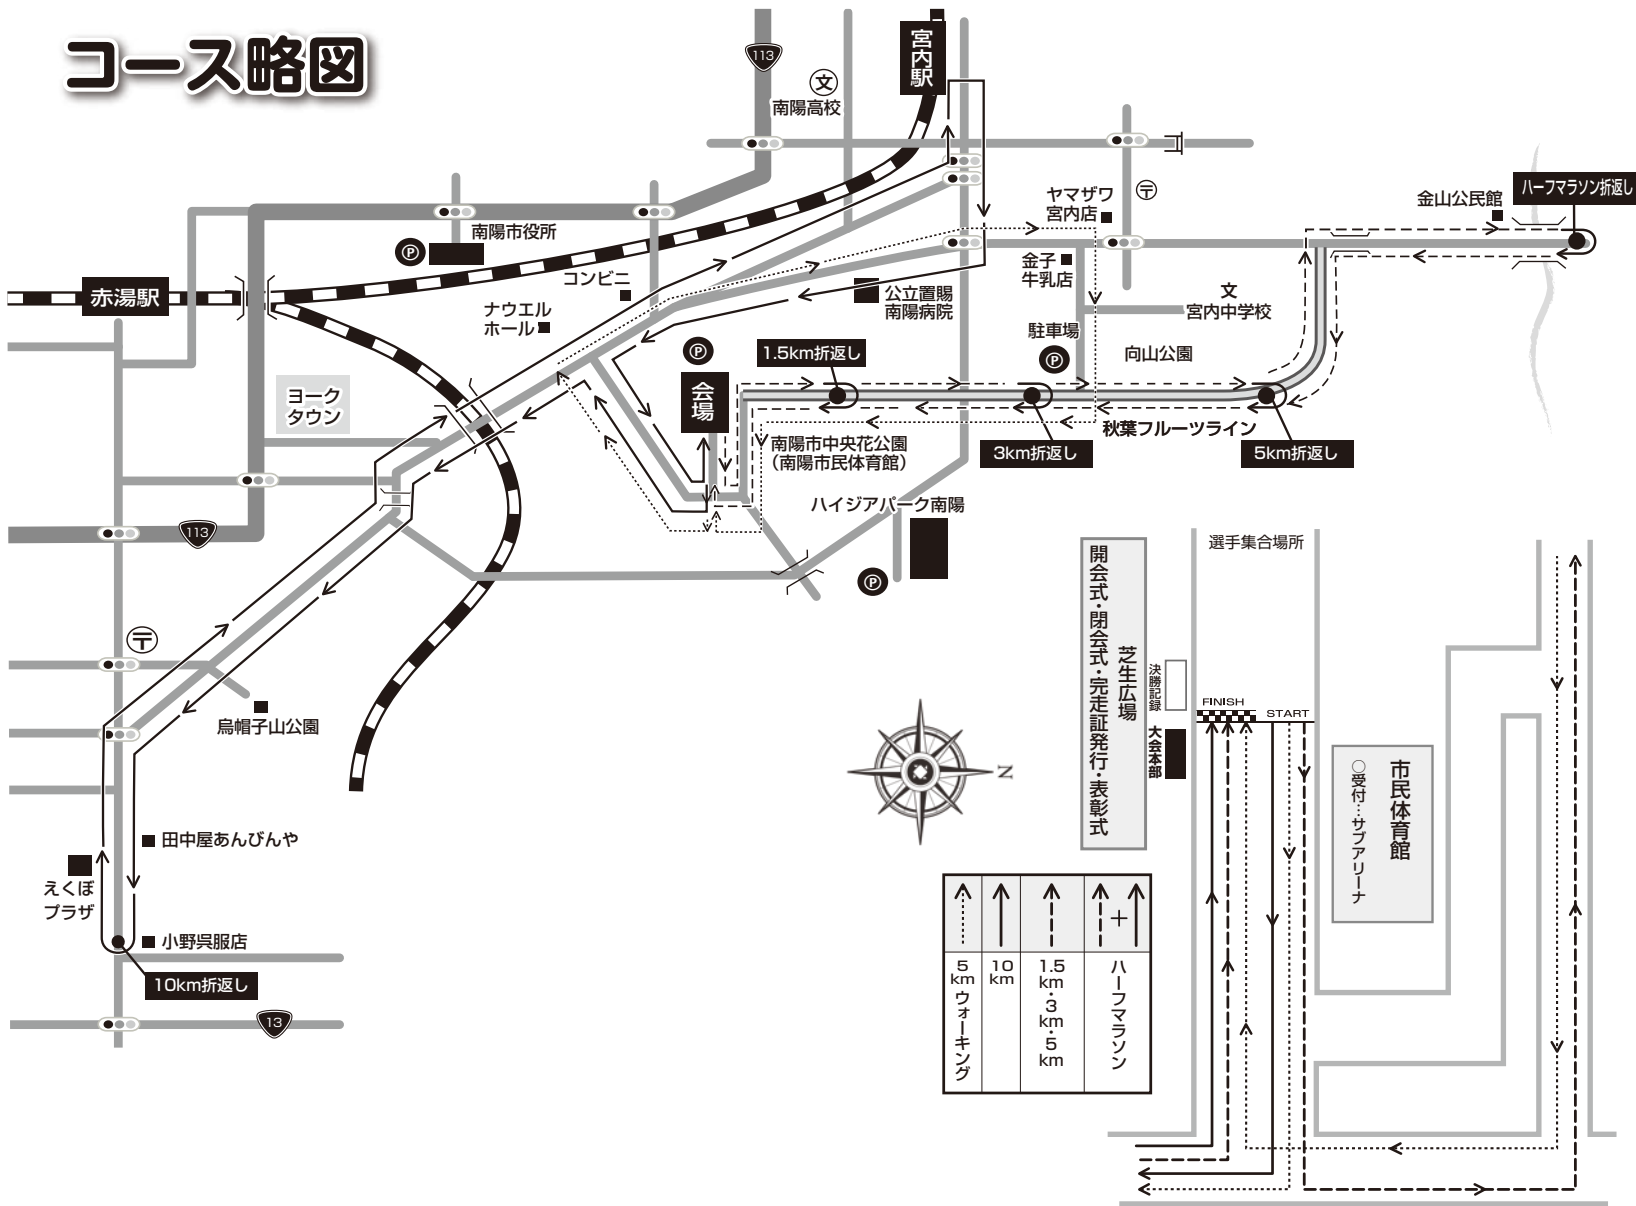 コース略図
113
文
南陽高校
宮内駅
〒
ヤマザワ
宮内店
金山公民館
ハーフマラソン折返し
南陽市役所
P
コンビニ
ナウエル
ホール
赤湯駅
公立置賜
南陽病院
金子
牛乳店
文
宮内中学校
駐車場
P
向山公園
P
1.5km折返し
会場
ヨーク
タウン
秋葉フルーツライン
3km折返し
5km折返し
南陽市中央花公園
（南陽市民体育館）
ハイジアパーク南陽
P
113
〒
烏帽子山公園
田中屋あんびんや
えくぼ
プラザ
小野呉服店
10km折返し
13
N
選手集合場所
芝生広場
開会式・閉会式・完走証発行・表彰式
決勝記録
大会本部
FINISH
START
市民体育館
○受付…サブアリーナ
＋
5km ウォーキング
10km
1.5km・3km・5km
ハーフマラソン